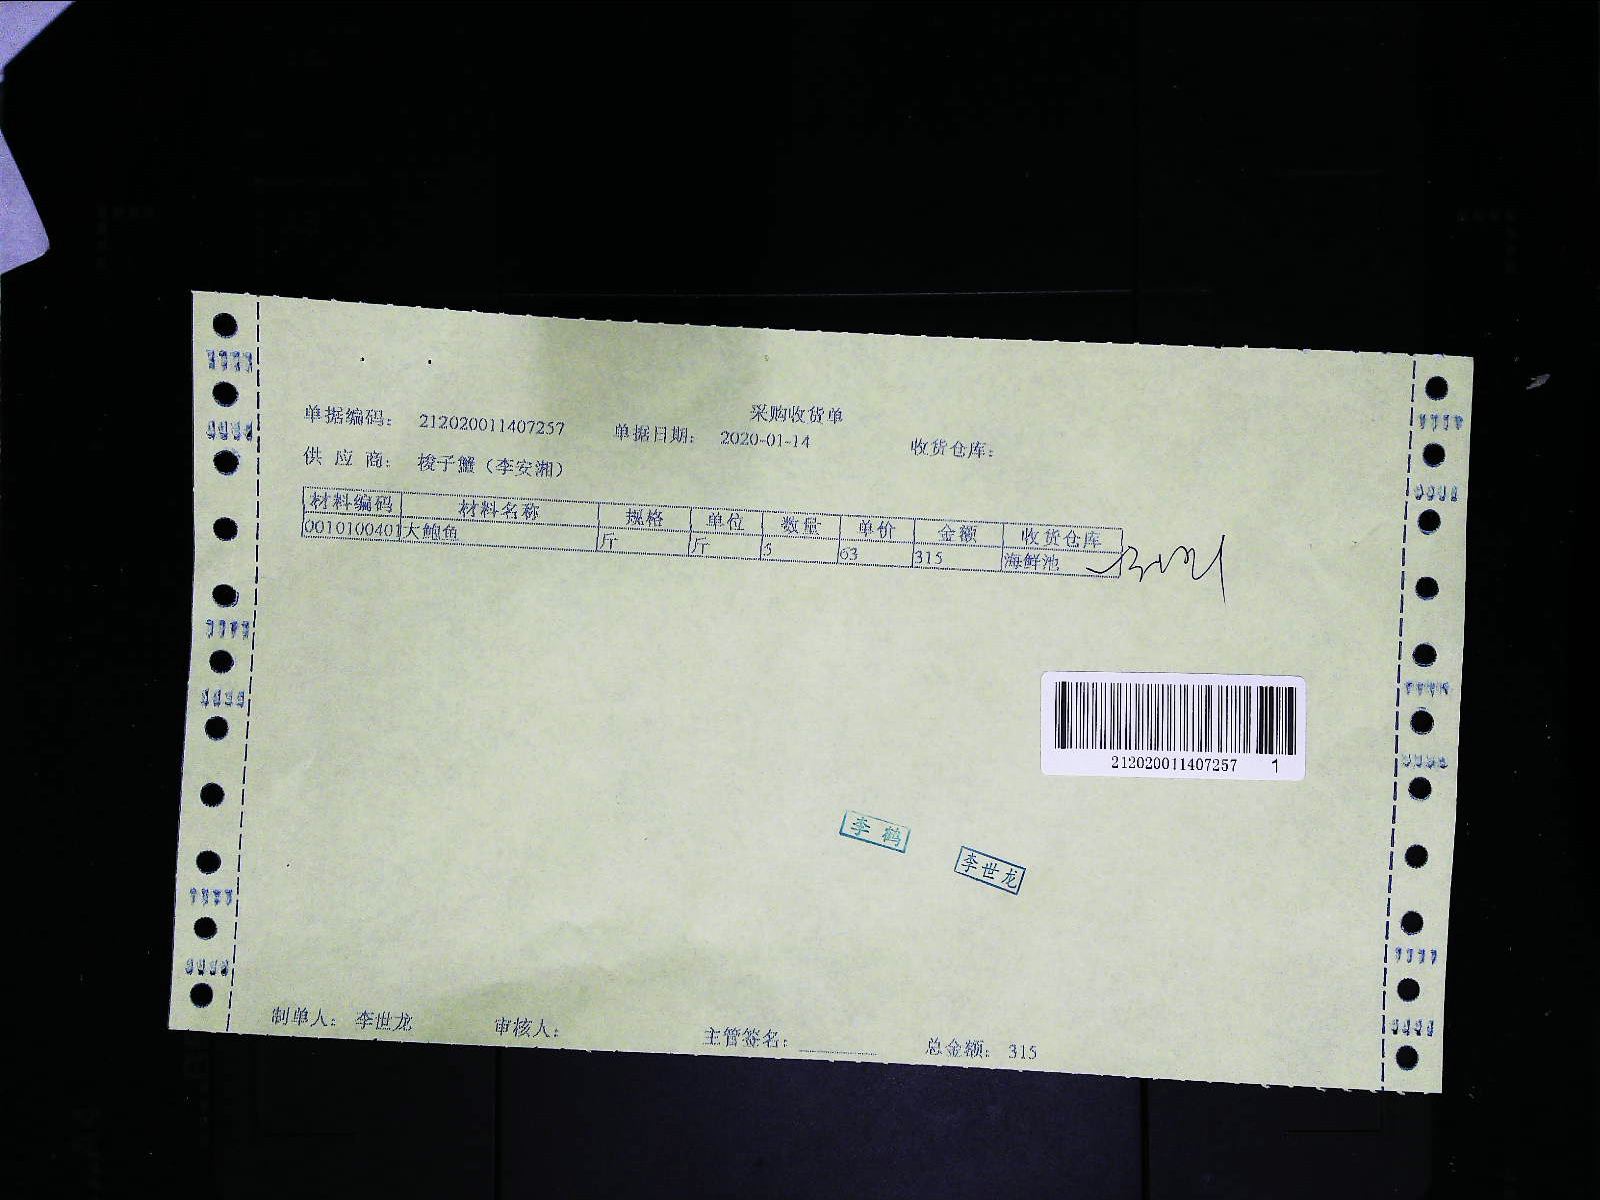 采购收货单
单据编码： 212020011407257 单据日期： 2020-01-14 收货仓库：
供 应 商： 梭子蟹（李安湘）
材料编码 材料名称 规格 单位 数量 单价 金额 收货仓库
0010100401 大鲍鱼 斤 斤 5 63 315 海鲜池
212020011407257 1
李 鹤
李世龙
制单人： 李世龙 审核人： 主管签名： 总金额： 315